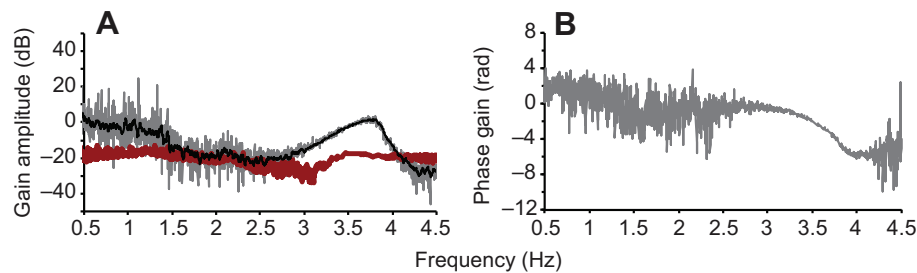 A
Gain amplitude (dB)
40
20
0
−20
−40
0.5 1 1.5 2 2.5 3 3.5 4 4.5
B
Phase gain (rad)
8
4
0
−4
−8
−12
0.5 1 1.5 2 2.5 3 3.5 4 4.5
Frequency (Hz)